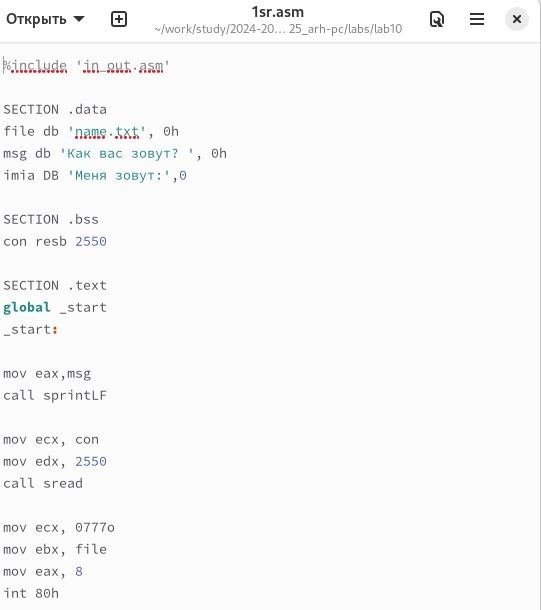 Открыть
1sr.asm
~/work/study/2024-20... 25_arh-pc/labs/lab10
%include 'in_out.asm'
SECTION .data
file db 'name.txt', 0h
msg db 'Как вас зовут? ', 0h
imia DB 'Меня зовут:',0
SECTION .bss
con resb 2550
SECTION .text
global _start
_start:
mov eax,msg
call sprintLF
mov ecx, con
mov edx, 2550
call sread
mov ecx, 0777o
mov ebx, file
mov eax, 8
int 80h